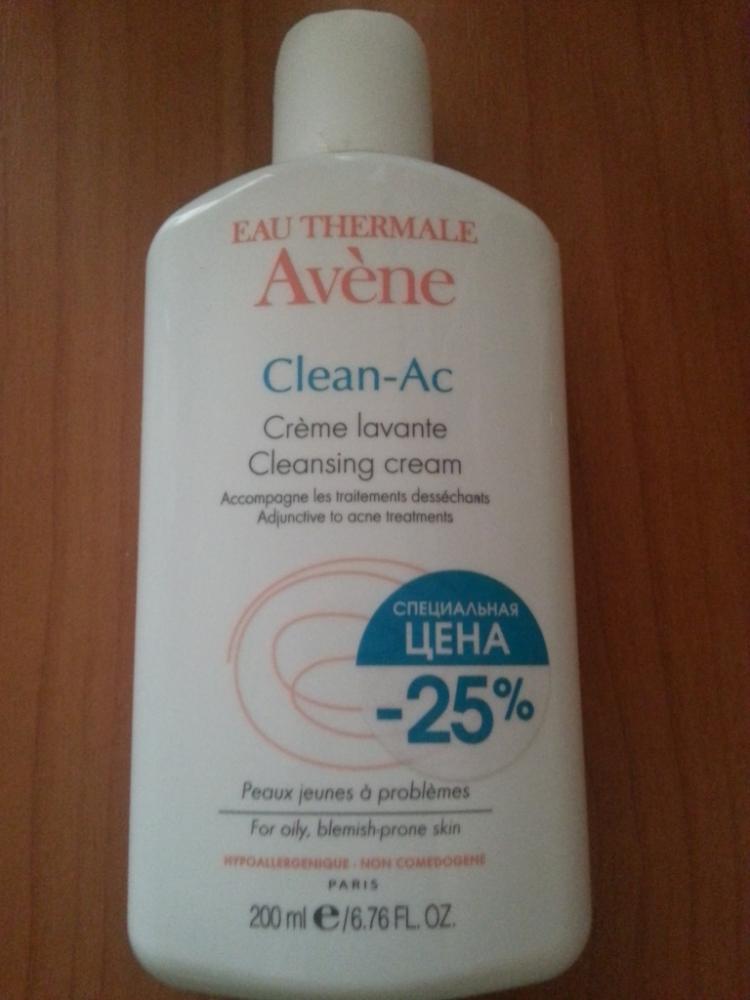 EAU THERMALE
Avène
Clean-Ac
Crème lavante
Cleansing cream
Accompagne les traitements desséchants
Adjunctive to acne treatments
СПЕЦИАЛЬНАЯ
ЦЕНА
-25%
Peaux jeunes à problèmes
For oily, blemish-prone skin
HYPOALLERGENIQUE - NON COMEDOGENE
PARIS
200 ml e/6.76 FL. OZ.